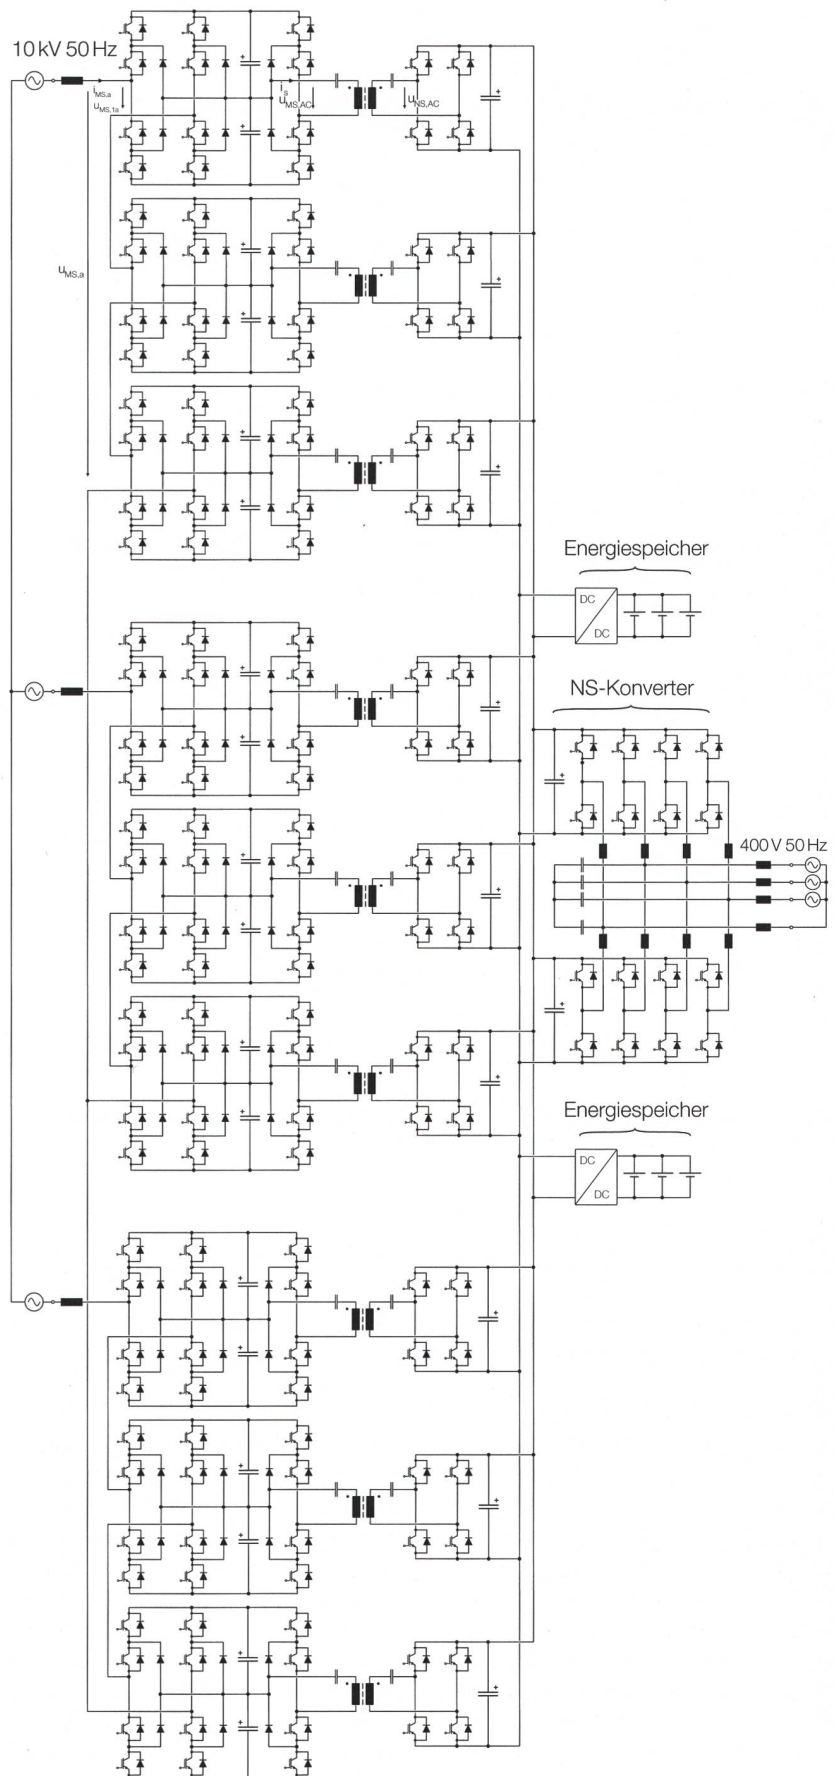 10 kV 50 Hz
i_MS,a
u_MS,1a
i_s
u_MS,AC
u_NS,AC
u_MS,a
Energiespeicher
DC
DC
NS-Konverter
400 V 50 Hz
Energiespeicher
DC
DC